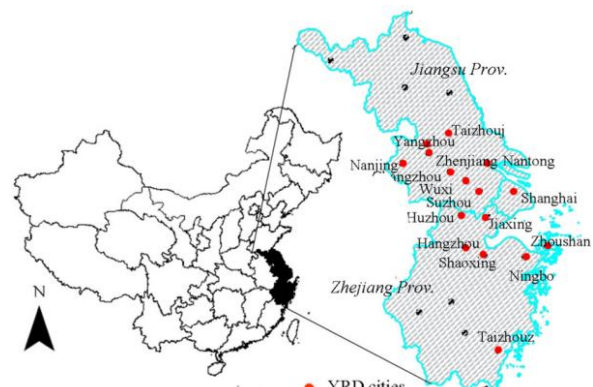 Jiangsu Prov.
Taizhouj
Yangzhou
Nanjing
Zhenjiang
Nantong
Wuxi
Suzhou
Shanghai
Huzhou
Jiaxing
Hangzhou
Zhoushan
Shaoxing
Ningbo
Zhejiang Prov.
N
Taizhouz
YRD cities